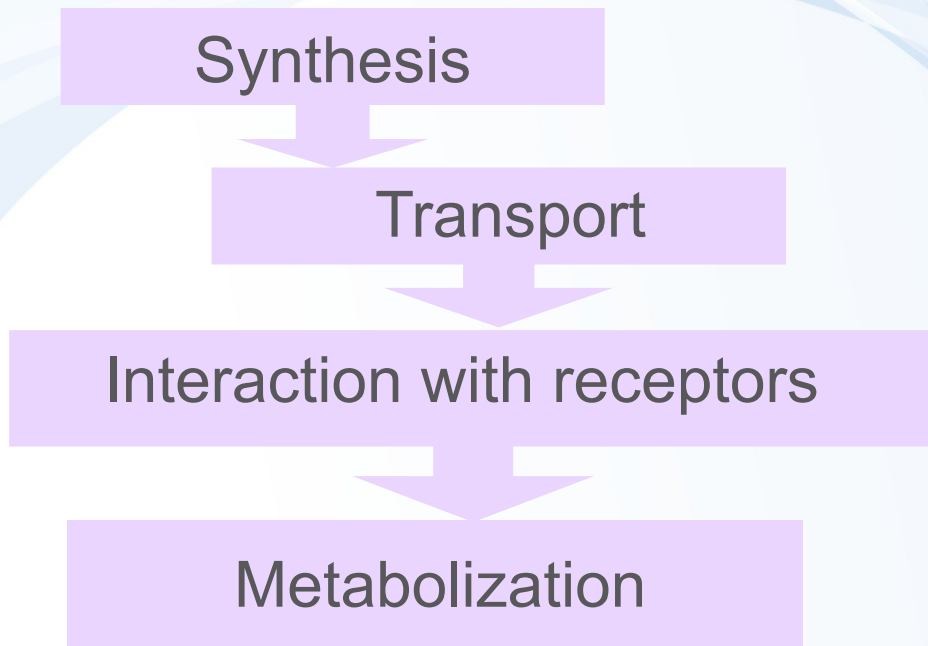 Synthesis
Transport
Interaction with receptors
Metabolization